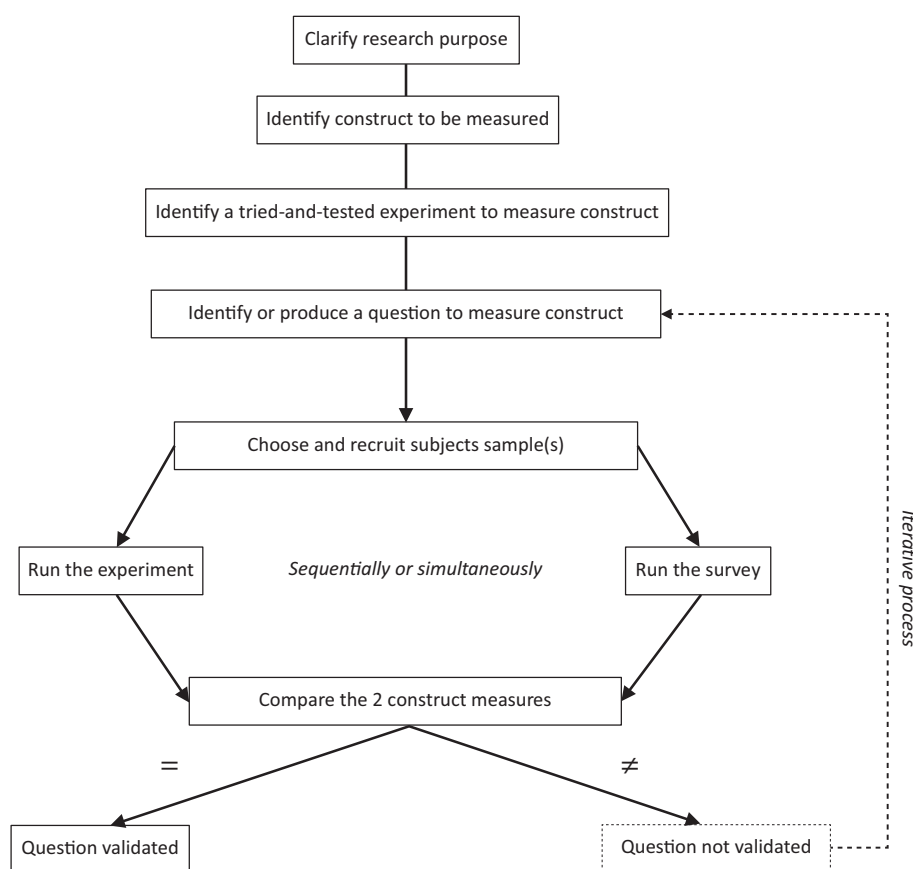 Clarify research purpose
Identify construct to be measured
Identify a tried-and-tested experiment to measure construct
Identify or produce a question to measure construct
Choose and recruit subjects sample(s)
Run the experiment
Sequentially or simultaneously
Run the survey
Iterative process
Compare the 2 construct measures
=
≠
Question validated
Question not validated